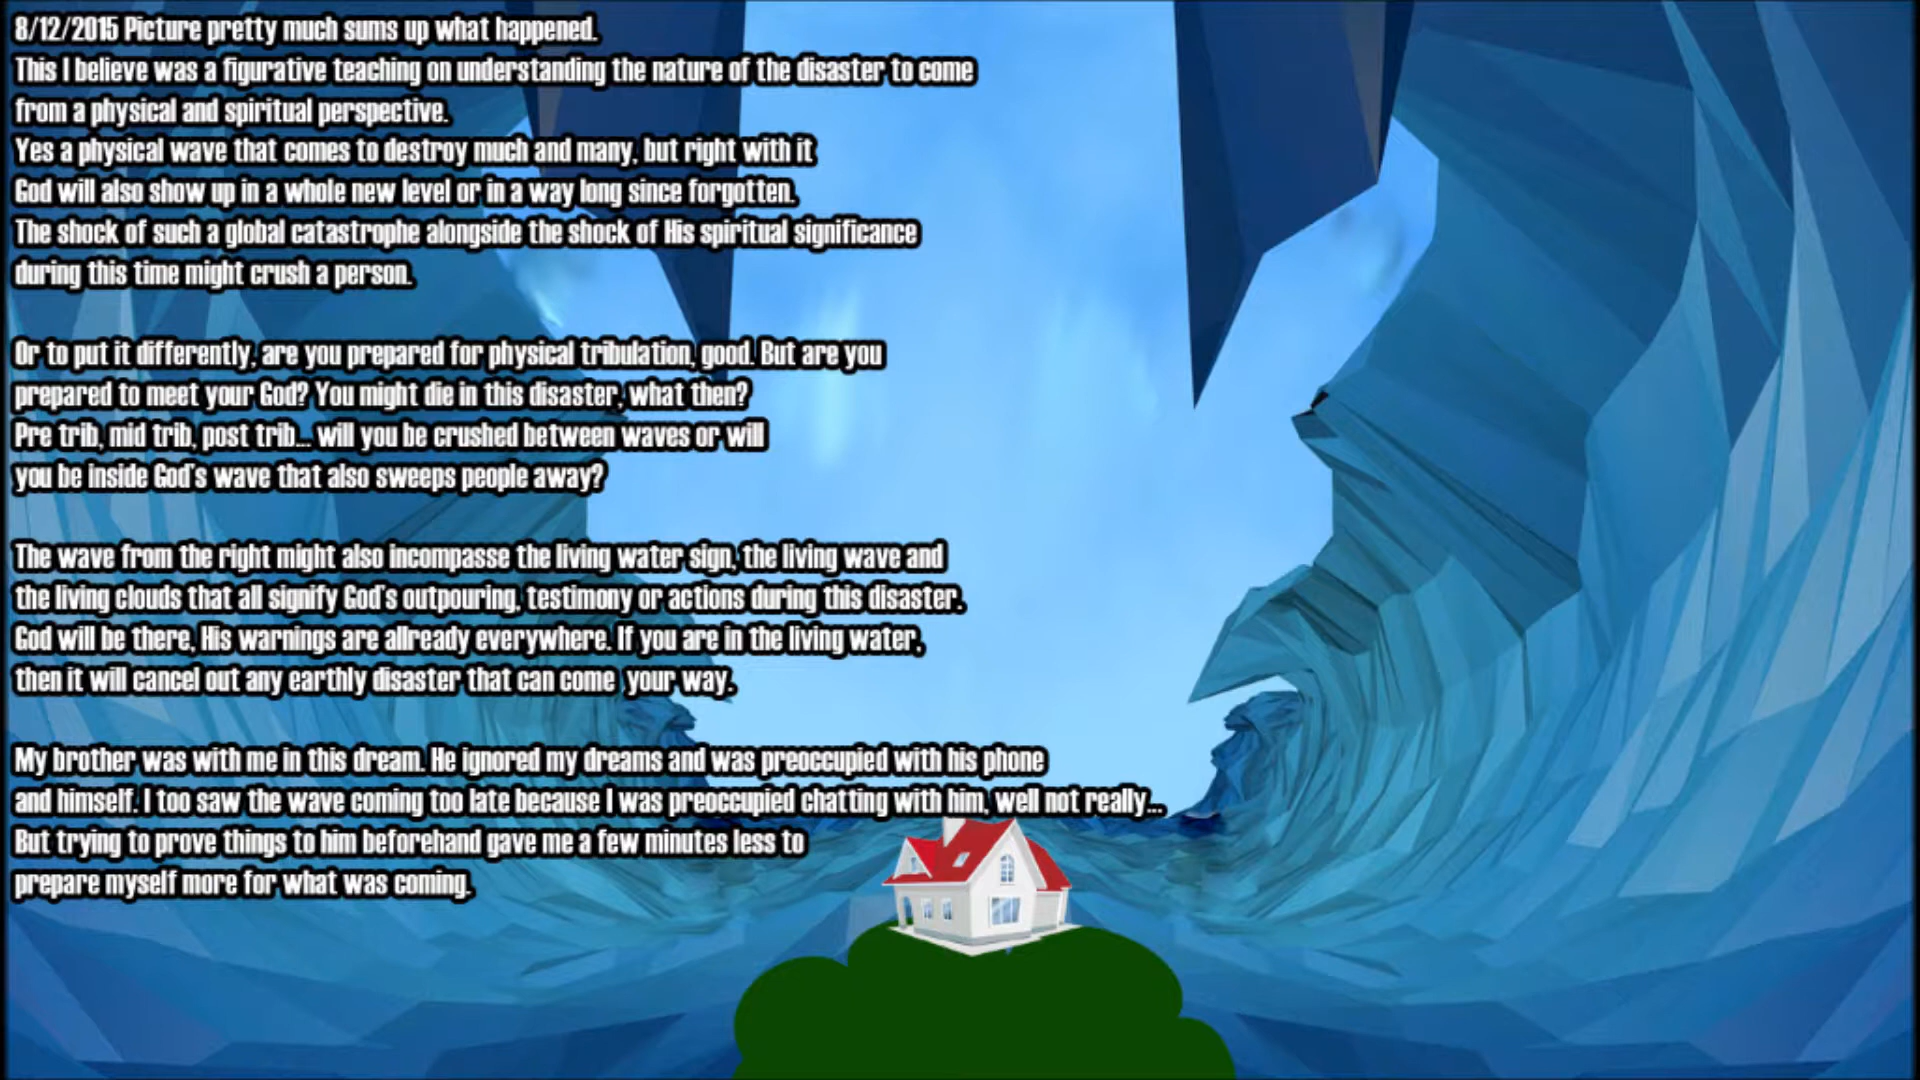 8/12/2015 Picture pretty much sums up what happened.
This I believe was a figurative teaching on understanding the nature of the disaster to come
from a physical and spiritual perspective.
Yes a physical wave that comes to destroy much and many, but right with it
God will also show up in a whole new level or in a way long since forgotten.
The shock of such a global catastrophe alongside the shock of His spiritual significance
during this time might crush a person.
Or to put it differently, are you prepared for physical tribulation, good. But are you
prepared to meet your God? You might die in this disaster, what then?
Pre trib, mid trib, post trib... will you be crushed between waves or will
you be inside God's wave that also sweeps people away?
The wave from the right might also incompasse the living water sign, the living wave and
the living clouds that all signify God's outpouring, testimony or actions during this disaster.
God will be there, His warnings are allready everywhere. If you are in the living water,
then it will cancel out any earthly disaster that can come your way.
My brother was with me in this dream. He ignored my dreams and was preoccupied with his phone
and himself. I too saw the wave coming too late because I was preoccupied chatting with him, well not really...
But trying to prove things to him beforehand gave me a few minutes less to
prepare myself more for what was coming.